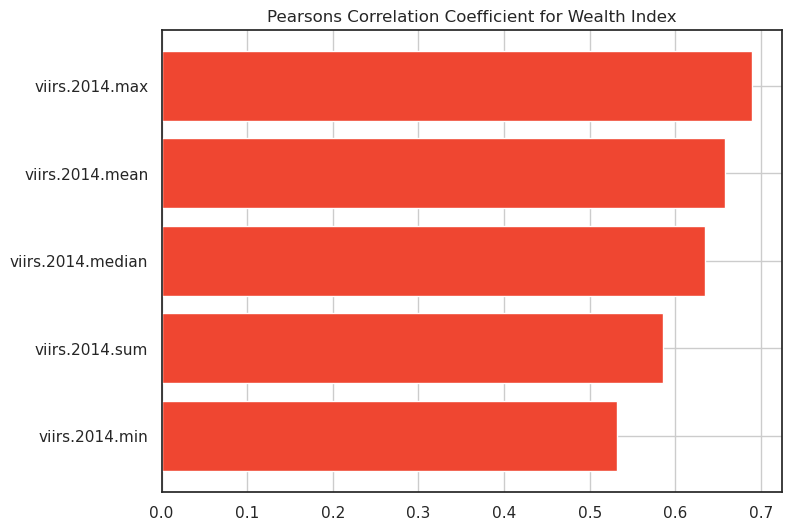 Pearsons Correlation Coefficient for Wealth Index
viirs.2014.max
viirs.2014.mean
viirs.2014.median
viirs.2014.sum
viirs.2014.min
0.0 0.1 0.2 0.3 0.4 0.5 0.6 0.7